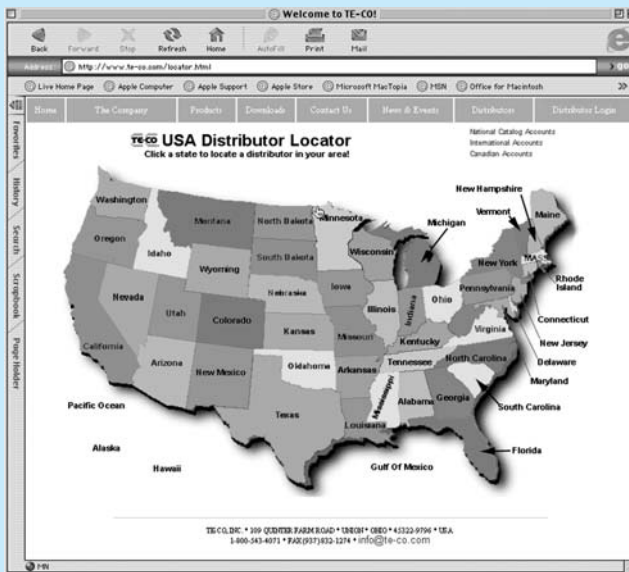 Welcome to TE-CO!
Back Forward Stop Refresh Home AutoFill Print Mail
Address: http://www.te-co.com/locator.html go
Live Home Page Apple Computer Apple Support Apple Store Microsoft MacTopia MSN Office for Macintosh
Home The Company Products Downloads Contact Us News & Events Distributors Distributor Login
Favorites
History
Search
Scrapbook
Page Holder
TE-CO USA Distributor Locator
Click a state to locate a distributor in your area!
National Catalog Accounts
International Accounts
Canadian Accounts
Washington
Oregon
Idaho
Montana
North Dakota
Minnesota
Wisconsin
Michigan
New Hampshire
Vermont
Maine
New York
MASS
Rhode Island
Connecticut
New Jersey
Delaware
Maryland
Wyoming
South Dakota
Iowa
Nebraska
Nevada
Utah
Colorado
Kansas
Missouri
Illinois
Indiana
Ohio
Pennsylvania
Virginia
Kentucky
Tennessee
North Carolina
South Carolina
California
Arizona
New Mexico
Oklahoma
Arkansas
Texas
Louisiana
Mississippi
Alabama
Georgia
Florida
Pacific Ocean
Alaska
Hawaii
Gulf Of Mexico
TE-CO, INC. * 109 QUINTER FARM ROAD * UNION * OHIO * 45322-9796 * USA
1-800-543-4071 * FAX (937)832-1274 * info@te-co.com
MN